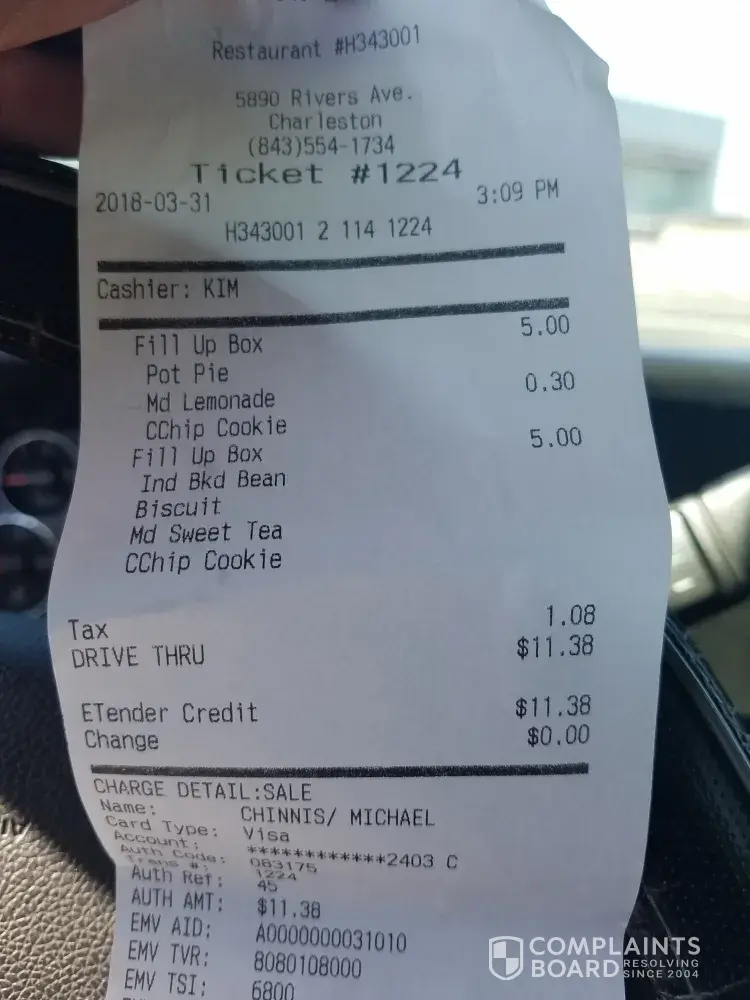 Restaurant #H343001
5890 Rivers Ave.
Charleston
(843)554-1734
Ticket #1224
2018-03-31 3:09 PM
H343001 2 114 1224
Cashier: KIM
Fill Up Box 5.00
Pot Pie
Md Lemonade 0.30
CChip Cookie
Fill Up Box 5.00
Ind Bkd Bean
Biscuit
Md Sweet Tea
CChip Cookie
Tax 1.08
DRIVE THRU $11.38
ETender Credit $11.38
Change $0.00
CHARGE DETAIL:SALE
Name: CHINNIS/ MICHAEL
Card Type: Visa
Account: ************2403 C
Auth Code: 083175
Trans #: 1224
Auth Ref: 45
AUTH AMT: $11.38
EMV AID: A0000000031010
EMV TVR: 8080108000
EMV TSI: 6800
COMPLAINTS
BOARD RESOLVING
SINCE 2004